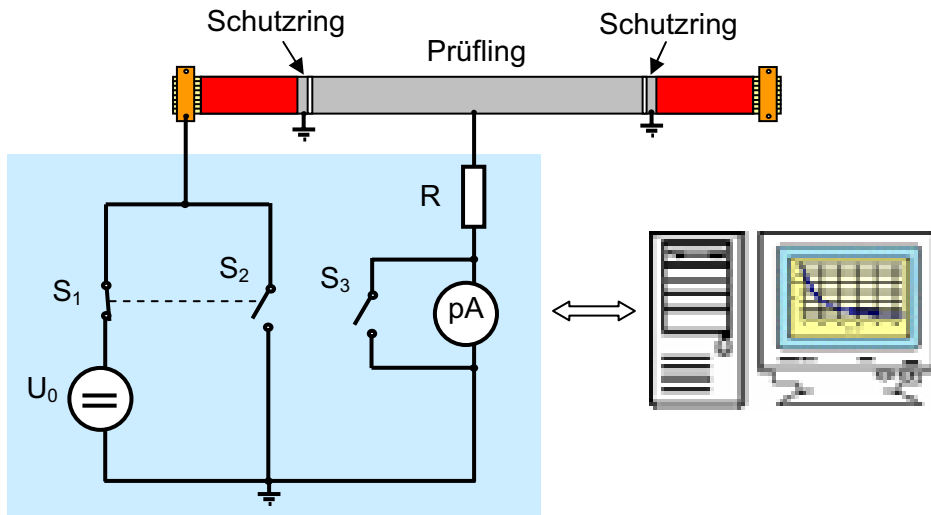 Schutzring
Schutzring
Prüfling
R
S₁
S₂
S₃
pA
U₀